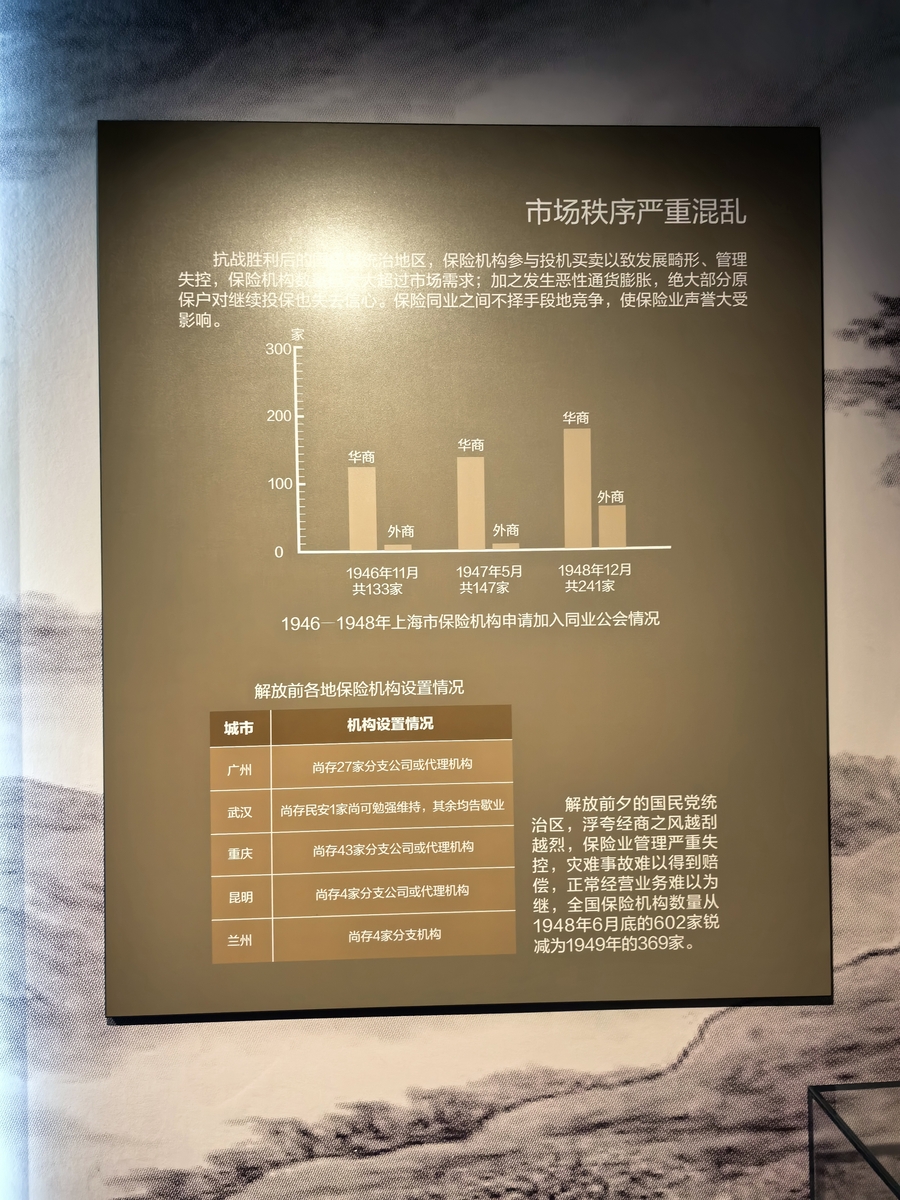 市场秩序严重混乱
抗战胜利后的国民党统治地区，保险机构参与投机买卖以致发展畸形、管理
失控，保险机构数 大超过市场需求；加之发生恶性通货膨胀，绝大部分原
保户对继续投保也失去信心。保险同业之间不择手段地竞争，使保险业声誉大受
影响。
家
300
200
100
0
华商
外商
华商
外商
华商
外商
1946年11月
共133家
1947年5月
共147家
1948年12月
共241家
1946—1948年上海市保险机构申请加入同业公会情况
解放前各地保险机构设置情况
城市 机构设置情况
广州 尚存27家分支公司或代理机构
武汉 尚存民安1家尚可勉强维持，其余均告歇业
重庆 尚存43家分支公司或代理机构
昆明 尚存4家分支公司或代理机构
兰州 尚存4家分支机构
解放前夕的国民党统
治区，浮夸经商之风越刮
越烈，保险业管理严重失
控，灾难事故难以得到赔
偿，正常经营业务难以为
继，全国保险机构数量从
1948年6月底的602家锐
减为1949年的369家。